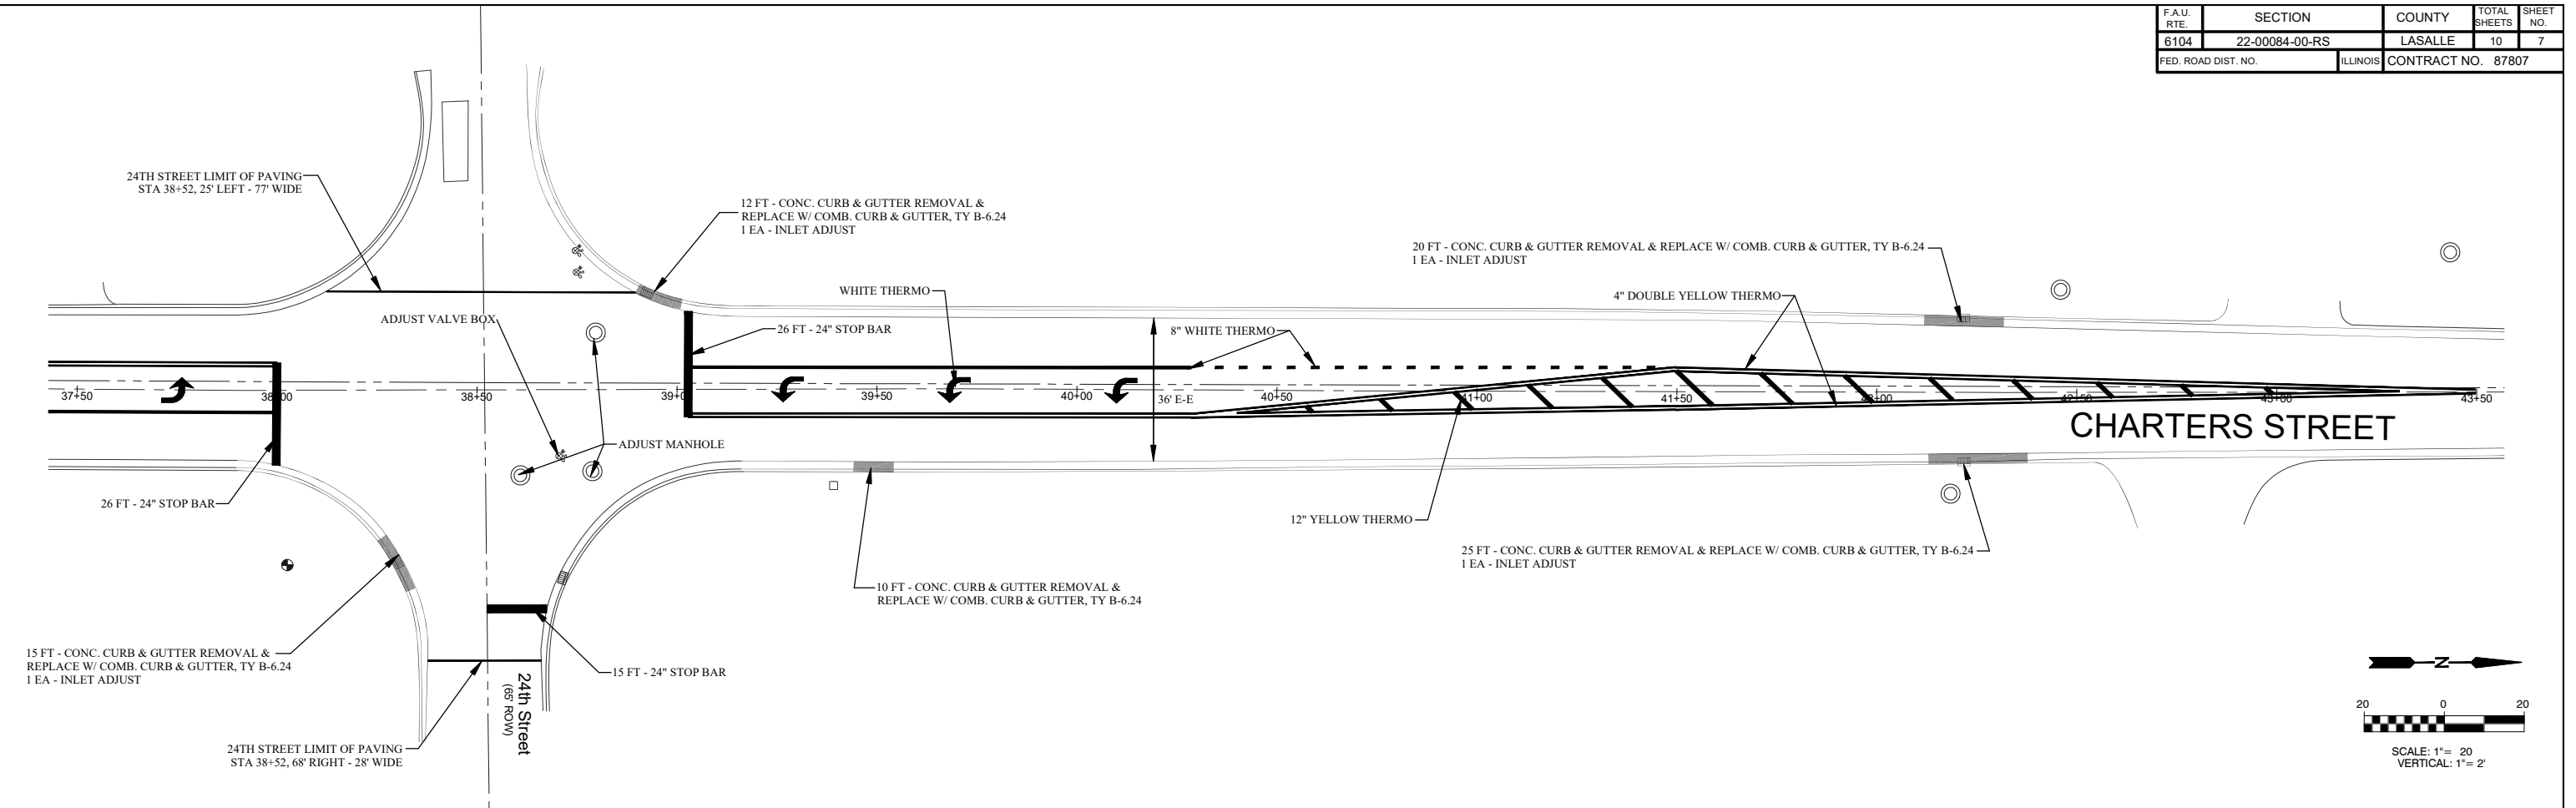 F.A.U. RTE. SECTION COUNTY TOTAL SHEETS SHEET NO.
6104 22-00084-00-RS LASALLE 10 7
FED. ROAD DIST. NO. ILLINOIS CONTRACT NO. 87807
24TH STREET LIMIT OF PAVING
STA 38+52, 25' LEFT - 77' WIDE
12 FT - CONC. CURB & GUTTER REMOVAL &
REPLACE W/ COMB. CURB & GUTTER, TY B-6.24
1 EA - INLET ADJUST
20 FT - CONC. CURB & GUTTER REMOVAL & REPLACE W/ COMB. CURB & GUTTER, TY B-6.24
1 EA - INLET ADJUST
WHITE THERMO
4" DOUBLE YELLOW THERMO
ADJUST VALVE BOX
26 FT - 24" STOP BAR
8" WHITE THERMO
37+50 38+00 38+50 39+00 39+50 40+00 40+50 41+00 41+50 42+00 42+50 43+00 43+50
36' E-E
CHARTERS STREET
ADJUST MANHOLE
26 FT - 24" STOP BAR
12" YELLOW THERMO
25 FT - CONC. CURB & GUTTER REMOVAL & REPLACE W/ COMB. CURB & GUTTER, TY B-6.24
1 EA - INLET ADJUST
10 FT - CONC. CURB & GUTTER REMOVAL &
REPLACE W/ COMB. CURB & GUTTER, TY B-6.24
15 FT - CONC. CURB & GUTTER REMOVAL &
REPLACE W/ COMB. CURB & GUTTER, TY B-6.24
1 EA - INLET ADJUST
15 FT - 24" STOP BAR
24th Street
(65' ROW)
24TH STREET LIMIT OF PAVING
STA 38+52, 68' RIGHT - 28' WIDE
N
20 0 20
SCALE: 1"= 20
VERTICAL: 1"= 2'